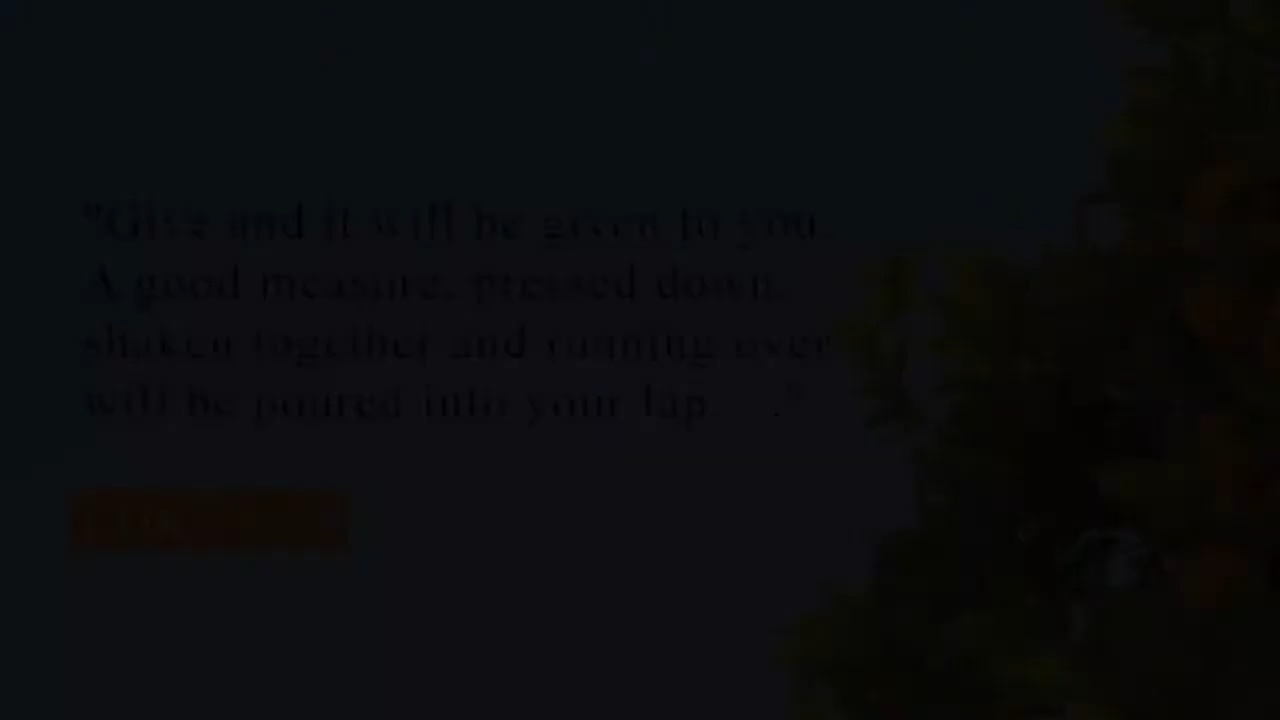 "Give and it will be given to you.
A good measure, pressed down,
shaken together and running over
will be poured into your lap. . ."